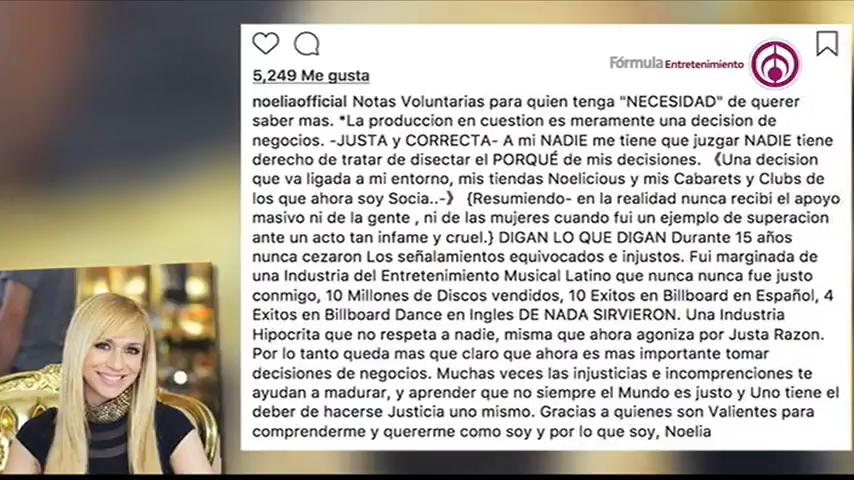 Fórmula Entretenimiento
5,249 Me gusta
noeliaofficial Notas Voluntarias para quien tenga "NECESIDAD" de querer
saber mas. *La produccion en cuestion es meramente una decision de
negocios. -JUSTA y CORRECTA- A mi NADIE me tiene que juzgar NADIE tiene
derecho de tratar de disectar el PORQUÉ de mis decisiones. 《Una decision
que va ligada a mi entorno, mis tiendas Noelicious y mis Cabarets y Clubs de
los que ahora soy Socia..-》 {Resumiendo- en la realidad nunca recibi el apoyo
masivo ni de la gente , ni de las mujeres cuando fui un ejemplo de superacion
ante un acto tan infame y cruel.} DIGAN LO QUE DIGAN Durante 15 años
nunca cezaron Los señalamientos equivocados e injustos. Fui marginada de
una Industria del Entretenimiento Musical Latino que nunca nunca fue justo
conmigo, 10 Millones de Discos vendidos, 10 Exitos en Billboard en Español, 4
Exitos en Billboard Dance en Ingles DE NADA SIRVIERON. Una Industria
Hipocrita que no respeta a nadie, misma que ahora agoniza por Justa Razon.
Por lo tanto queda mas que claro que ahora es mas importante tomar
decisiones de negocios. Muchas veces las injusticias e incomprenciones te
ayudan a madurar, y aprender que no siempre el Mundo es justo y Uno tiene el
deber de hacerse Justicia uno mismo. Gracias a quienes son Valientes para
comprenderme y quererme como soy y por lo que soy, Noelia